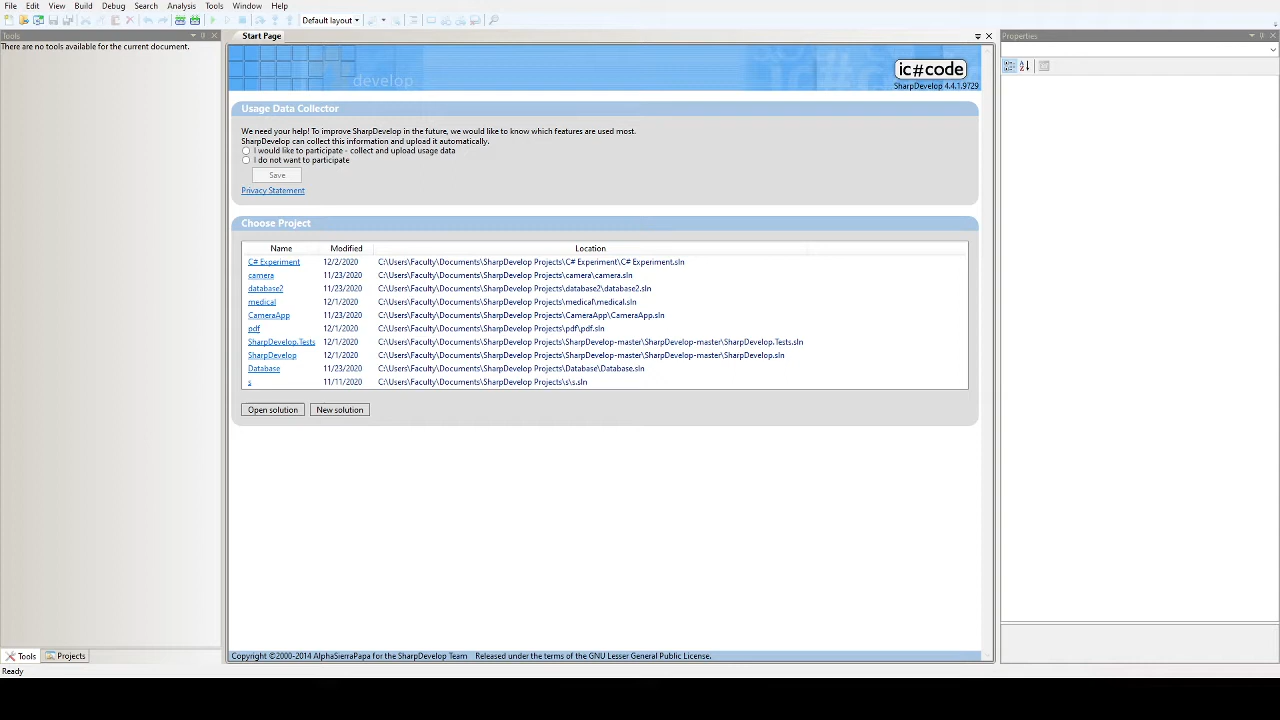 File Edit View Build Debug Search Analysis Tools Window Help
Default layout
Tools
There are no tools available for the current document.
Start Page
Properties
develop
ic#code
SharpDevelop 4.4.1.9729
Usage Data Collector
We need your help! To improve SharpDevelop in the future, we would like to know which features are used most.
SharpDevelop can collect this information and upload it automatically.
I would like to participate - collect and upload usage data
I do not want to participate
Save
Privacy Statement
Choose Project
Name Modified Location
C# Experiment 12/2/2020 C:\Users\Faculty\Documents\SharpDevelop Projects\C# Experiment\C# Experiment.sln
camera 11/23/2020 C:\Users\Faculty\Documents\SharpDevelop Projects\camera\camera.sln
database2 11/23/2020 C:\Users\Faculty\Documents\SharpDevelop Projects\database2\database2.sln
medical 12/1/2020 C:\Users\Faculty\Documents\SharpDevelop Projects\medical\medical.sln
CameraApp 11/23/2020 C:\Users\Faculty\Documents\SharpDevelop Projects\CameraApp\CameraApp.sln
pdf 12/1/2020 C:\Users\Faculty\Documents\SharpDevelop Projects\pdf\pdf.sln
SharpDevelop.Tests 12/1/2020 C:\Users\Faculty\Documents\SharpDevelop Projects\SharpDevelop-master\SharpDevelop-master\SharpDevelop.Tests.sln
SharpDevelop 12/1/2020 C:\Users\Faculty\Documents\SharpDevelop Projects\SharpDevelop-master\SharpDevelop-master\SharpDevelop.sln
Database 11/23/2020 C:\Users\Faculty\Documents\SharpDevelop Projects\Database\Database.sln
s 11/11/2020 C:\Users\Faculty\Documents\SharpDevelop Projects\s\s.sln
Open solution New solution
Copyright ©2000-2014 AlphaSierraPapa for the SharpDevelop Team Released under the terms of the GNU Lesser General Public License.
Tools Projects
Ready